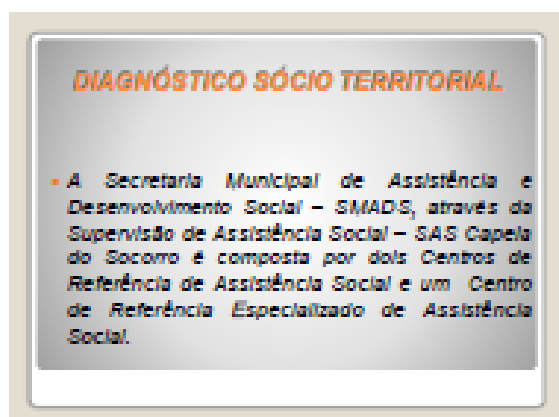 DIAGNÓSTICO SÓCIO TERRITORIAL
• A Secretaria Municipal de Assistência e
Desenvolvimento Social – SMADS, através da
Supervisão de Assistência Social – SAS Capela
do Socorro é composta por dois Centros de
Referência de Assistência Social e um Centro
de Referência Especializado de Assistência
Social.